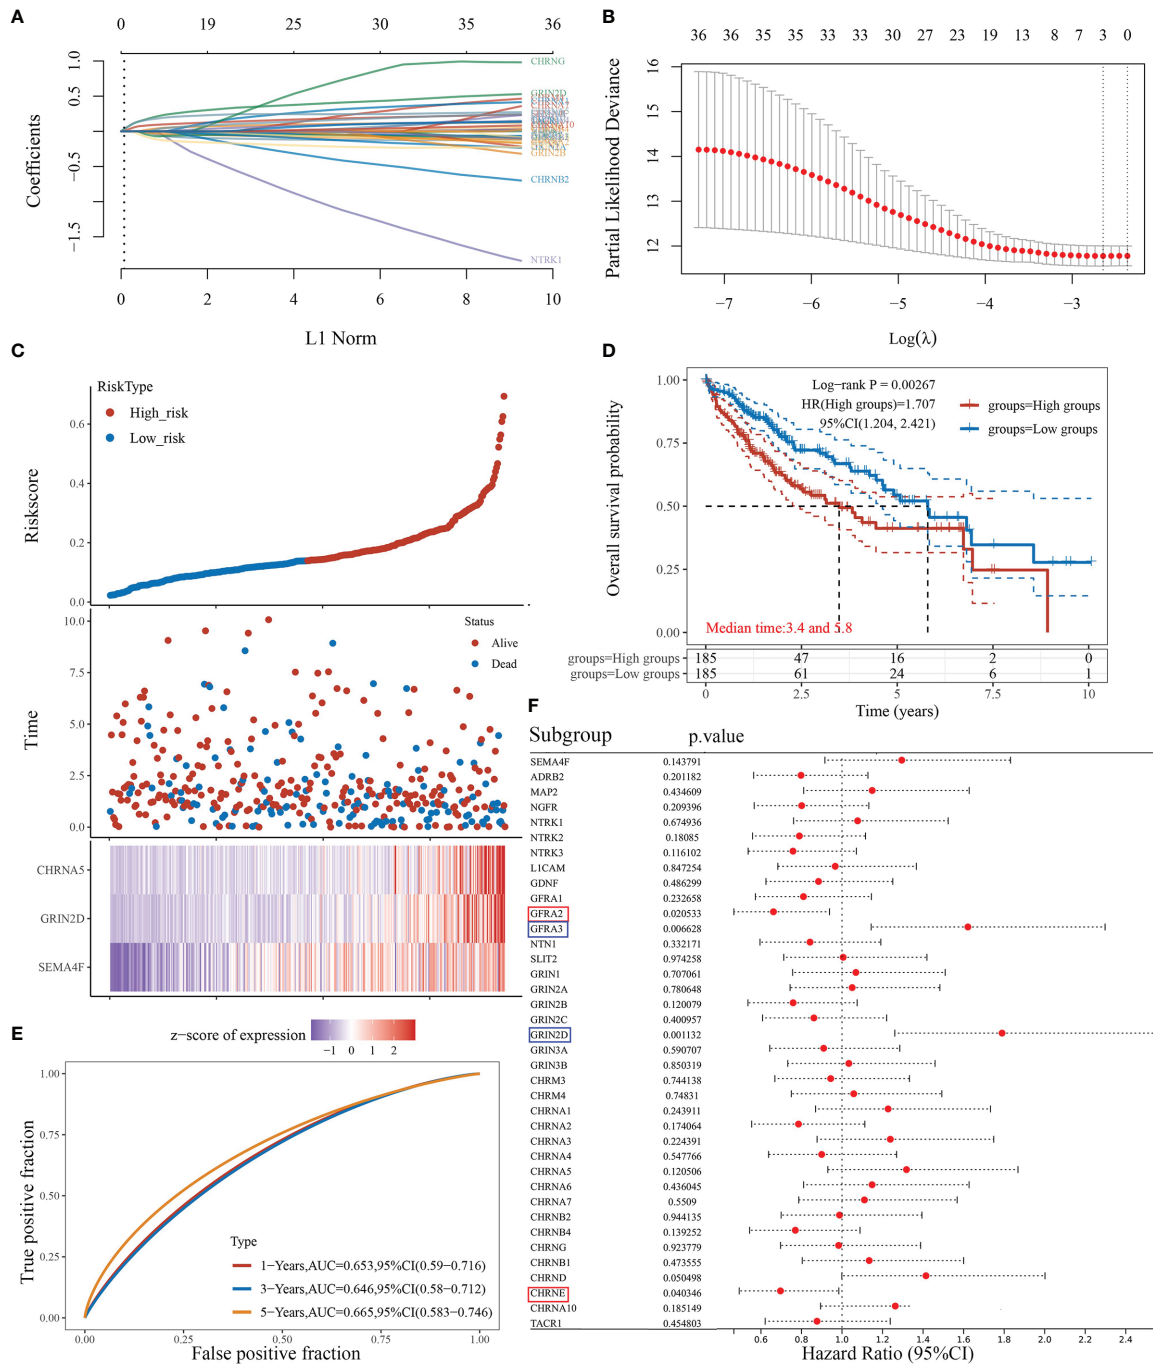 A
0 19 25 30 35 36
Coefficients
1.0
0.5
−0.5
−1.5
CHRNG
GRIN2D
CHRNA10
GRIN2B
CHRNB2
NTRK1
0 2 4 6 8 10
L1 Norm
B
36 36 35 35 33 33 30 27 23 19 13 8 7 3 0
Partial Likelihood Deviance
16
15
14
13
12
−7 −6 −5 −4 −3
Log(λ)
C
RiskType
High_risk
Low_risk
Riskscore
0.6
0.4
0.2
0.0
Status
Alive
Dead
Time
10.0
7.5
5.0
2.5
0.0
CHRNA5
GRIN2D
SEMA4F
z−score of expression
−1 0 1 2
D
Overall survival probability
1.00
0.75
0.50
0.25
0.00
Log−rank P = 0.00267
HR(High groups)=1.707
95%CI(1.204, 2.421)
groups=High groups
groups=Low groups
Median time:3.4 and 5.8
groups=High groups 185 47 16 2 0
groups=Low groups 185 61 24 6 1
0 2.5 5 7.5 10
Time (years)
E
True positive fraction
1.00
0.75
0.50
0.25
0.00
Type
1−Years,AUC=0.653,95%CI(0.59−0.716)
3−Years,AUC=0.646,95%CI(0.58−0.712)
5−Years,AUC=0.665,95%CI(0.583−0.746)
0.00 0.25 0.50 0.75 1.00
False positive fraction
F
Subgroup p.value
SEMA4F 0.143791
ADRB2 0.201182
MAP2 0.434609
NGFR 0.209396
NTRK1 0.674936
NTRK2 0.18085
NTRK3 0.116102
L1CAM 0.847254
GDNF 0.486299
GFRA1 0.232658
GFRA2 0.020533
GFRA3 0.006628
NTN1 0.332171
SLIT2 0.974258
GRIN1 0.707061
GRIN2A 0.780648
GRIN2B 0.120079
GRIN2C 0.400957
GRIN2D 0.001132
GRIN3A 0.590707
GRIN3B 0.850319
CHRM3 0.744138
CHRM4 0.74831
CHRNA1 0.243911
CHRNA2 0.174064
CHRNA3 0.224391
CHRNA4 0.547766
CHRNA5 0.120506
CHRNA6 0.436045
CHRNA7 0.5509
CHRNB2 0.944135
CHRNB4 0.139252
CHRNG 0.923779
CHRNB1 0.473555
CHRND 0.050498
CHRNE 0.040346
CHRNA10 0.185149
TACR1 0.454803
0.6 0.8 1.0 1.2 1.4 1.6 1.8 2.0 2.2 2.4
Hazard Ratio (95%CI)